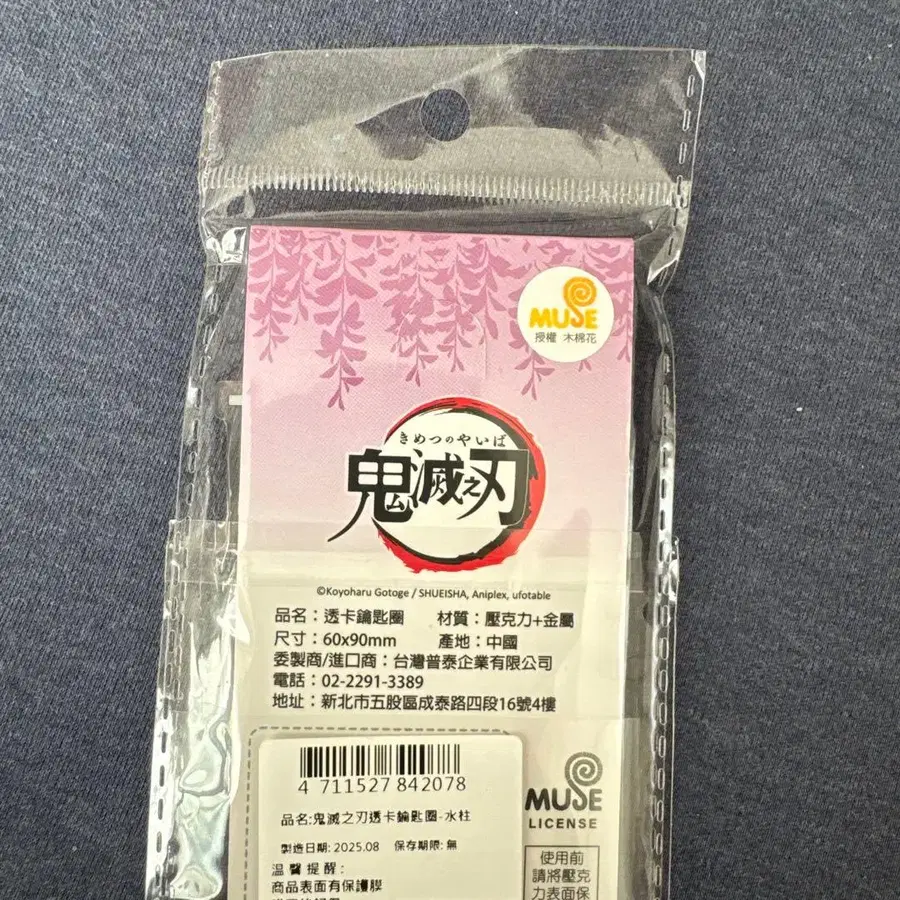 MUSE
授權 木棉花
きめつのやいば
鬼滅之刃
©Koyoharu Gotoge / SHUEISHA, Aniplex, ufotable
品名：透卡鑰匙圈 材質：壓克力+金屬
尺寸：60x90mm 產地：中國
委製商/進口商：台灣普泰企業有限公司
電話：02-2291-3389
地址：新北市五股區成泰路四段16號4樓
4 711527 842078
品名:鬼滅之刃透卡鑰匙圈-水柱
製造日期: 2025.08 保存期限: 無
溫馨提醒:
商品表面有保護膜
MUSE
LICENSE
使用前
請將壓克
力表面保